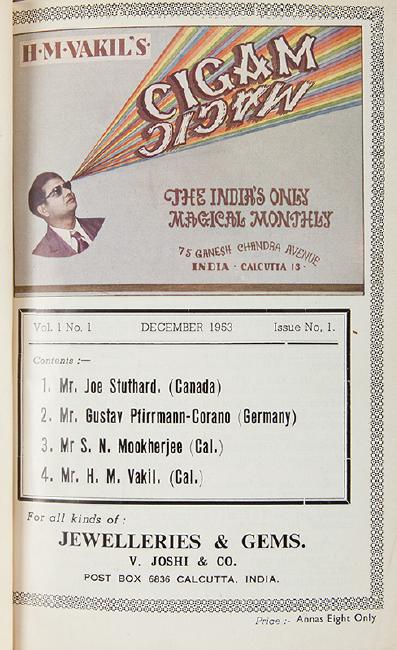 H·M·VAKIL'S·
CIGAM
MAGIC
THE INDIA'S ONLY
MAGICAL MONTHLY
75 GANESH CHANDRA AVENUE
INDIA · CALCUTTA 13 ·
Vol. 1 No. 1 DECEMBER 1953 Issue No, 1.
Contents :—
1. Mr. Joe Stuthard. (Canada)
2. Mr. Gustav Pfirrmann-Corano (Germany)
3. Mr S. N. Mookherjee (Cal.)
4. Mr. H. M. Vakil. (Cal.)
For all kinds of :
JEWELLERIES & GEMS.
V. JOSHI & CO.
POST BOX 6836 CALCUTTA. INDIA.
Price :- Annas Eight Only